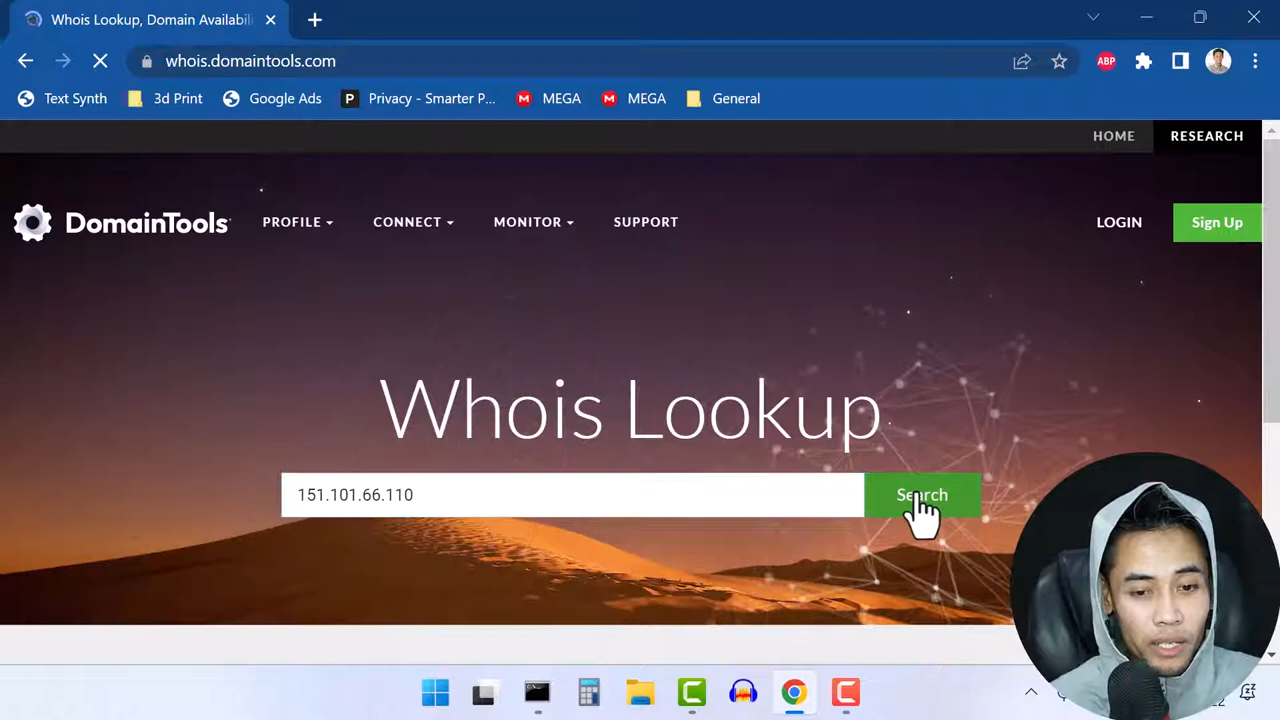 Whois Lookup, Domain Availabili
whois.domaintools.com
ABP
Text Synth
3d Print
Google Ads
P
Privacy - Smarter P...
M
MEGA
M
MEGA
General
HOME
RESEARCH
DomainTools
PROFILE
CONNECT
MONITOR
SUPPORT
LOGIN
Sign Up
Whois Lookup
151.101.66.110
Search